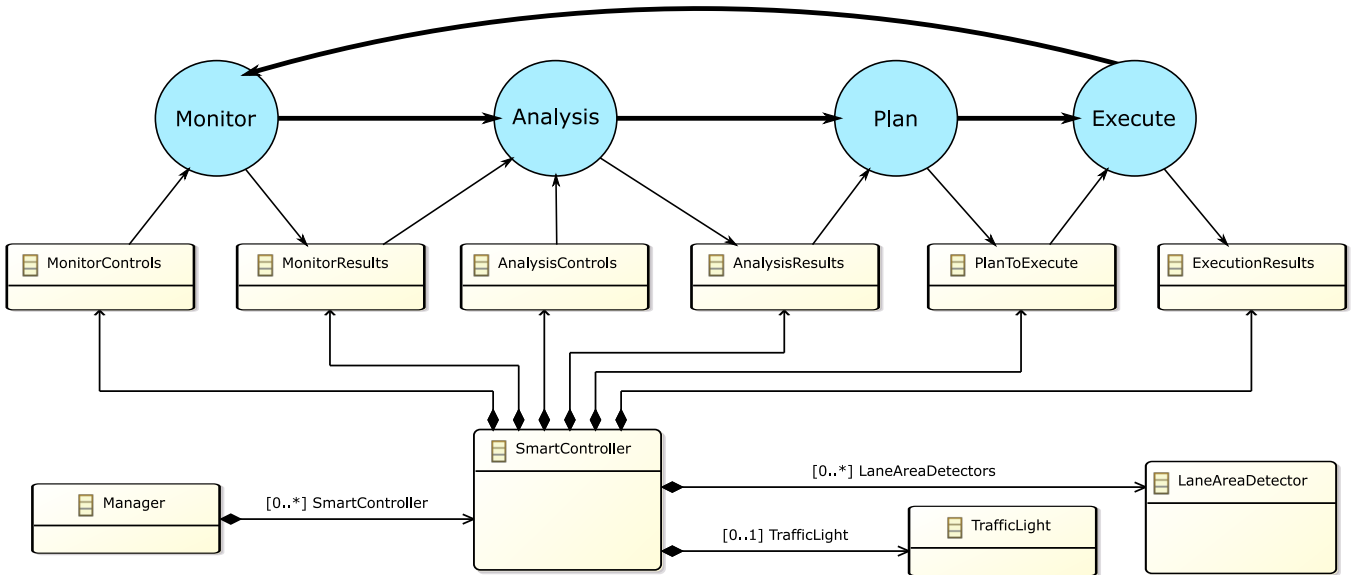 Monitor
Analysis
Plan
Execute
MonitorControls
MonitorResults
AnalysisControls
AnalysisResults
PlanToExecute
ExecutionResults
SmartController
[0..*] LaneAreaDetectors
LaneAreaDetector
Manager
[0..*] SmartController
[0..1] TrafficLight
TrafficLight